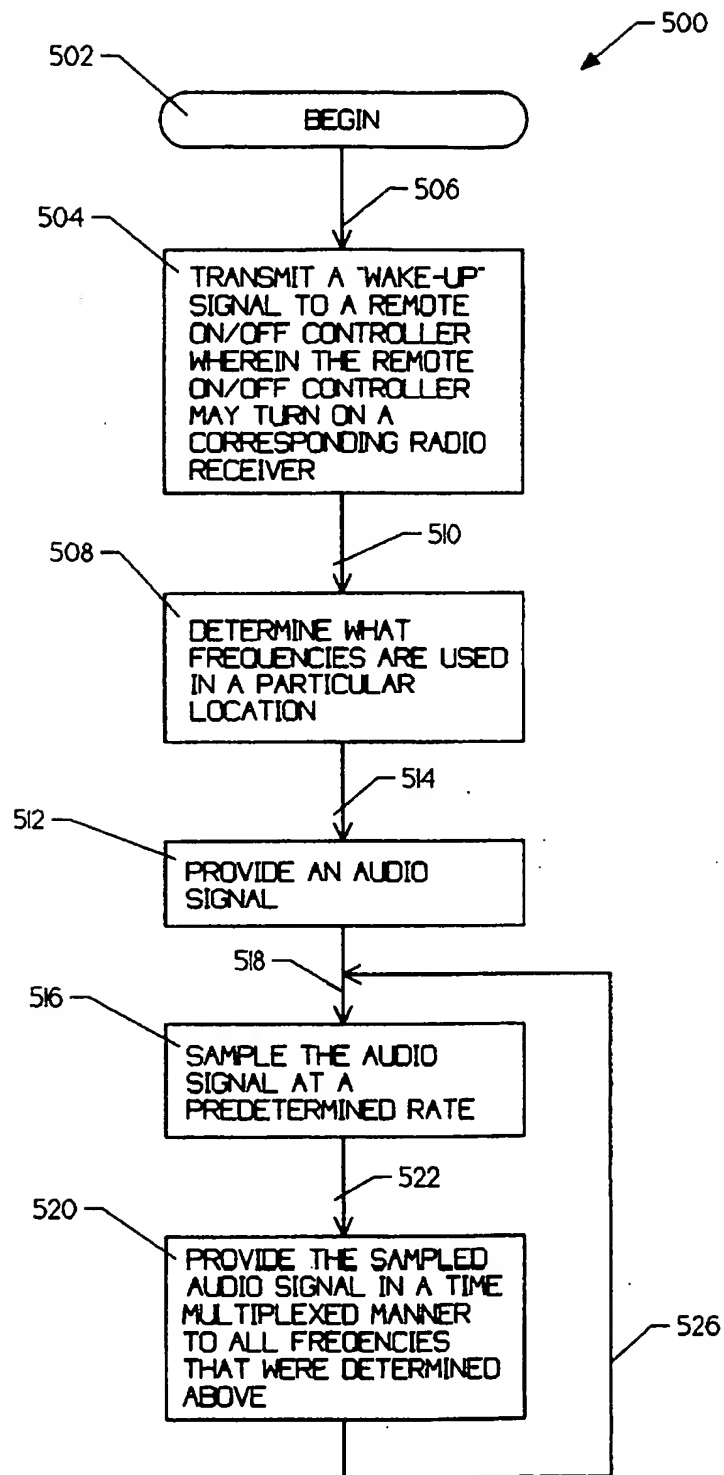 500
502
BEGIN
506
504
TRANSMIT A "WAKE-UP"
SIGNAL TO A REMOTE
ON/OFF CONTROLLER
WHEREIN THE REMOTE
ON/OFF CONTROLLER
MAY TURN ON A
CORRESPONDING RADIO
RECEIVER
510
508
DETERMINE WHAT
FREQUENCIES ARE USED
IN A PARTICULAR
LOCATION
514
512
PROVIDE AN AUDIO
SIGNAL
518
516
SAMPLE THE AUDIO
SIGNAL AT A
PREDETERMINED RATE
522
520
PROVIDE THE SAMPLED
AUDIO SIGNAL IN A TIME
MULTIPLEXED MANNER
TO ALL FREQENCIES
THAT WERE DETERMINED
ABOVE
526